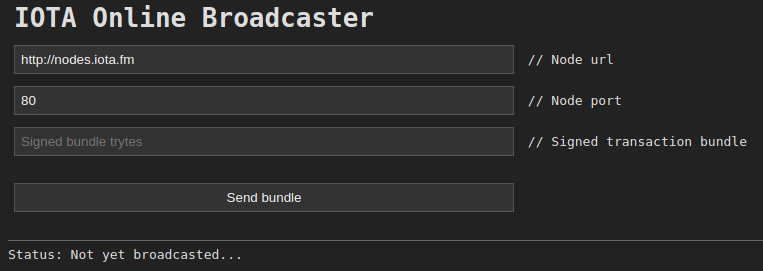 IOTA Online Broadcaster
http://nodes.iota.fm // Node url
80 // Node port
Signed bundle trytes // Signed transaction bundle
Send bundle
Status: Not yet broadcasted...